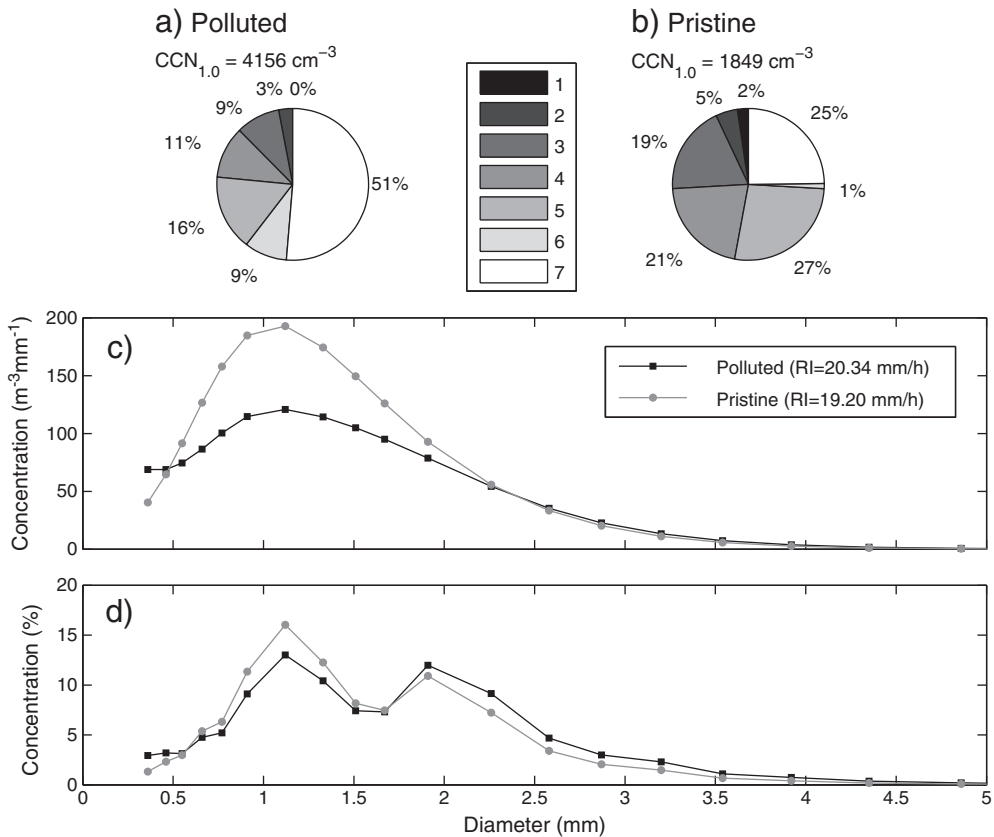 a) Polluted
CCN1.0 = 4156 cm−3
3% 0%
9%
11%
51%
16%
9%
1
2
3
4
5
6
7
b) Pristine
CCN1.0 = 1849 cm−3
5% 2%
25%
19%
1%
21%
27%
c)
Concentration (m-3mm-1)
200
150
100
50
0
Polluted (RI=20.34 mm/h)
Pristine (RI=19.20 mm/h)
d)
Concentration (%)
20
15
10
5
0
0 0.5 1 1.5 2 2.5 3 3.5 4 4.5 5
Diameter (mm)